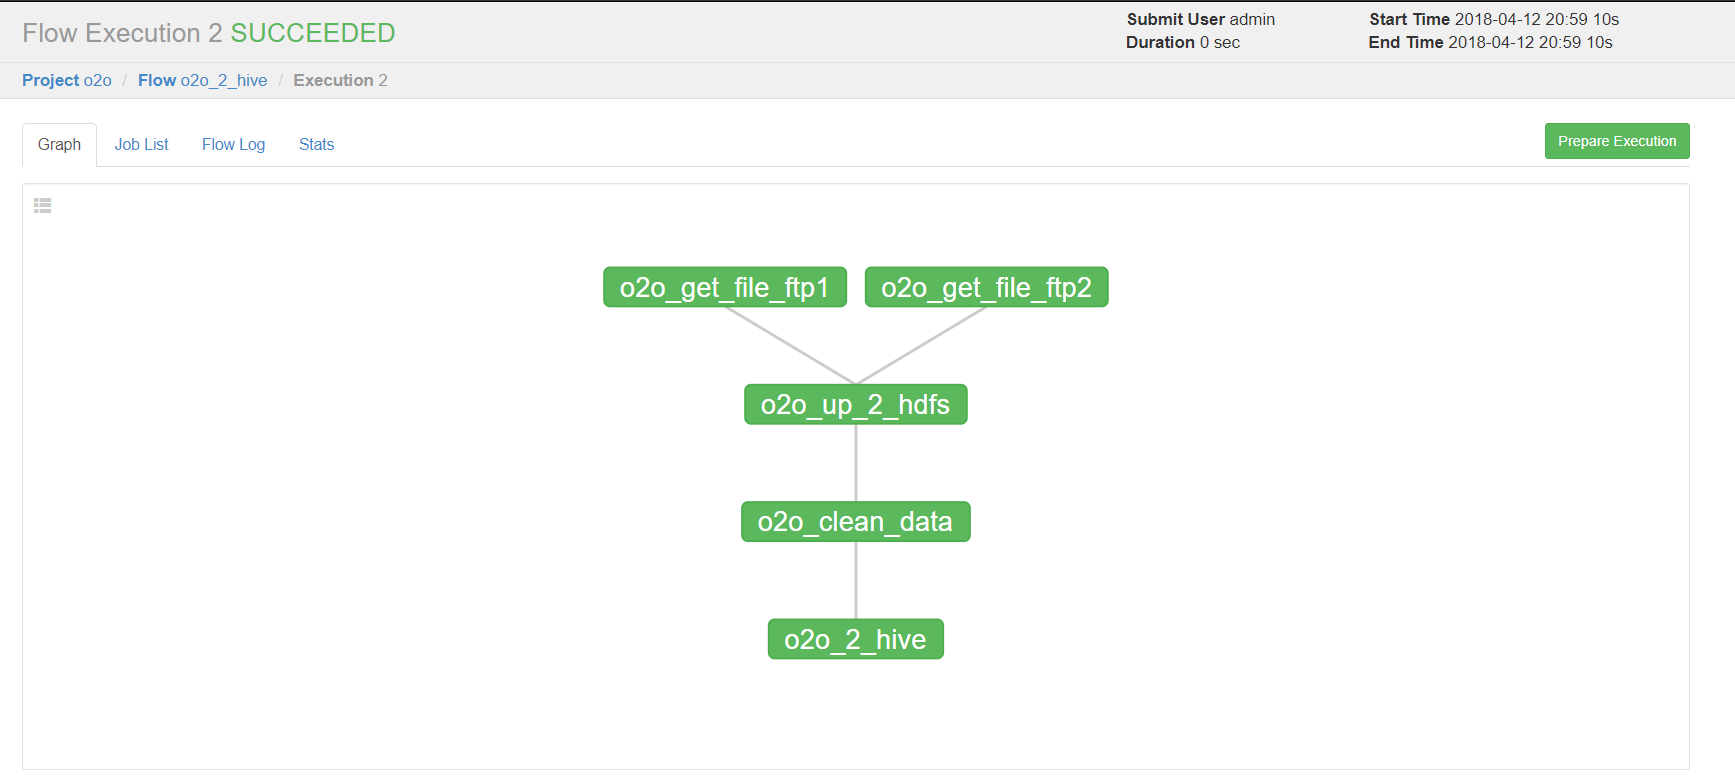 Flow Execution 2 SUCCEEDED
Submit User admin
Duration 0 sec
Start Time 2018-04-12 20:59 10s
End Time 2018-04-12 20:59 10s
Project o2o / Flow o2o_2_hive / Execution 2
Graph Job List Flow Log Stats
Prepare Execution
o2o_get_file_ftp1 o2o_get_file_ftp2
o2o_up_2_hdfs
o2o_clean_data
o2o_2_hive